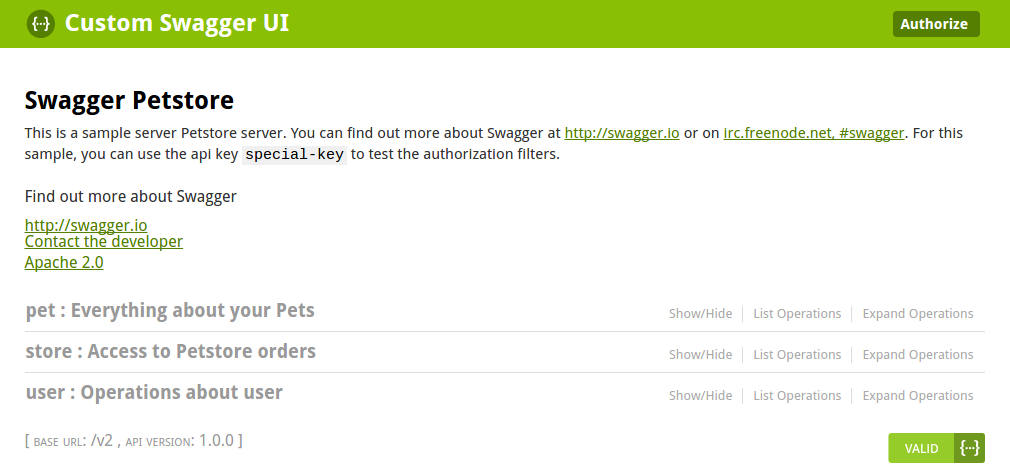 {···} Custom Swagger UI Authorize
Swagger Petstore
This is a sample server Petstore server. You can find out more about Swagger at http://swagger.io or on irc.freenode.net, #swagger. For this
sample, you can use the api key special-key to test the authorization filters.
Find out more about Swagger
http://swagger.io
Contact the developer
Apache 2.0
pet : Everything about your Pets Show/Hide List Operations Expand Operations
store : Access to Petstore orders Show/Hide List Operations Expand Operations
user : Operations about user Show/Hide List Operations Expand Operations
[ BASE URL: /v2 , API VERSION: 1.0.0 ] VALID {···}